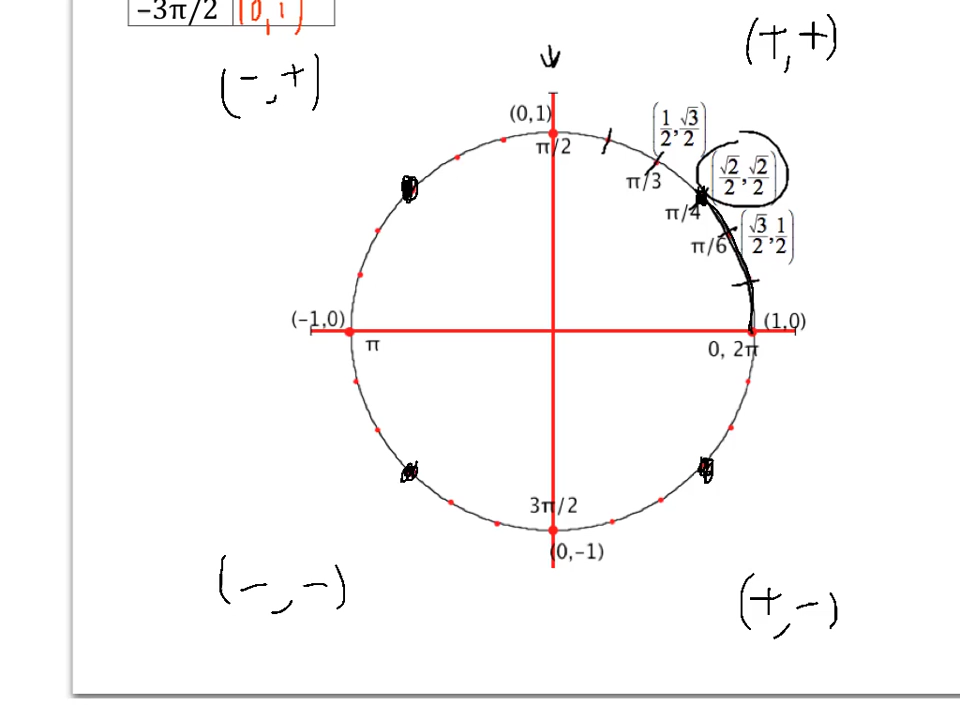 −3π/2 (0,1)
(+,+)
(-,+)
(0,1)
π/2
(1/2, √3/2)
π/3
(√2/2, √2/2)
π/4
(√3/2, 1/2)
π/6
(−1,0)
π
(1,0)
0, 2π
3π/2
(0,−1)
(-,-)
(+,-)